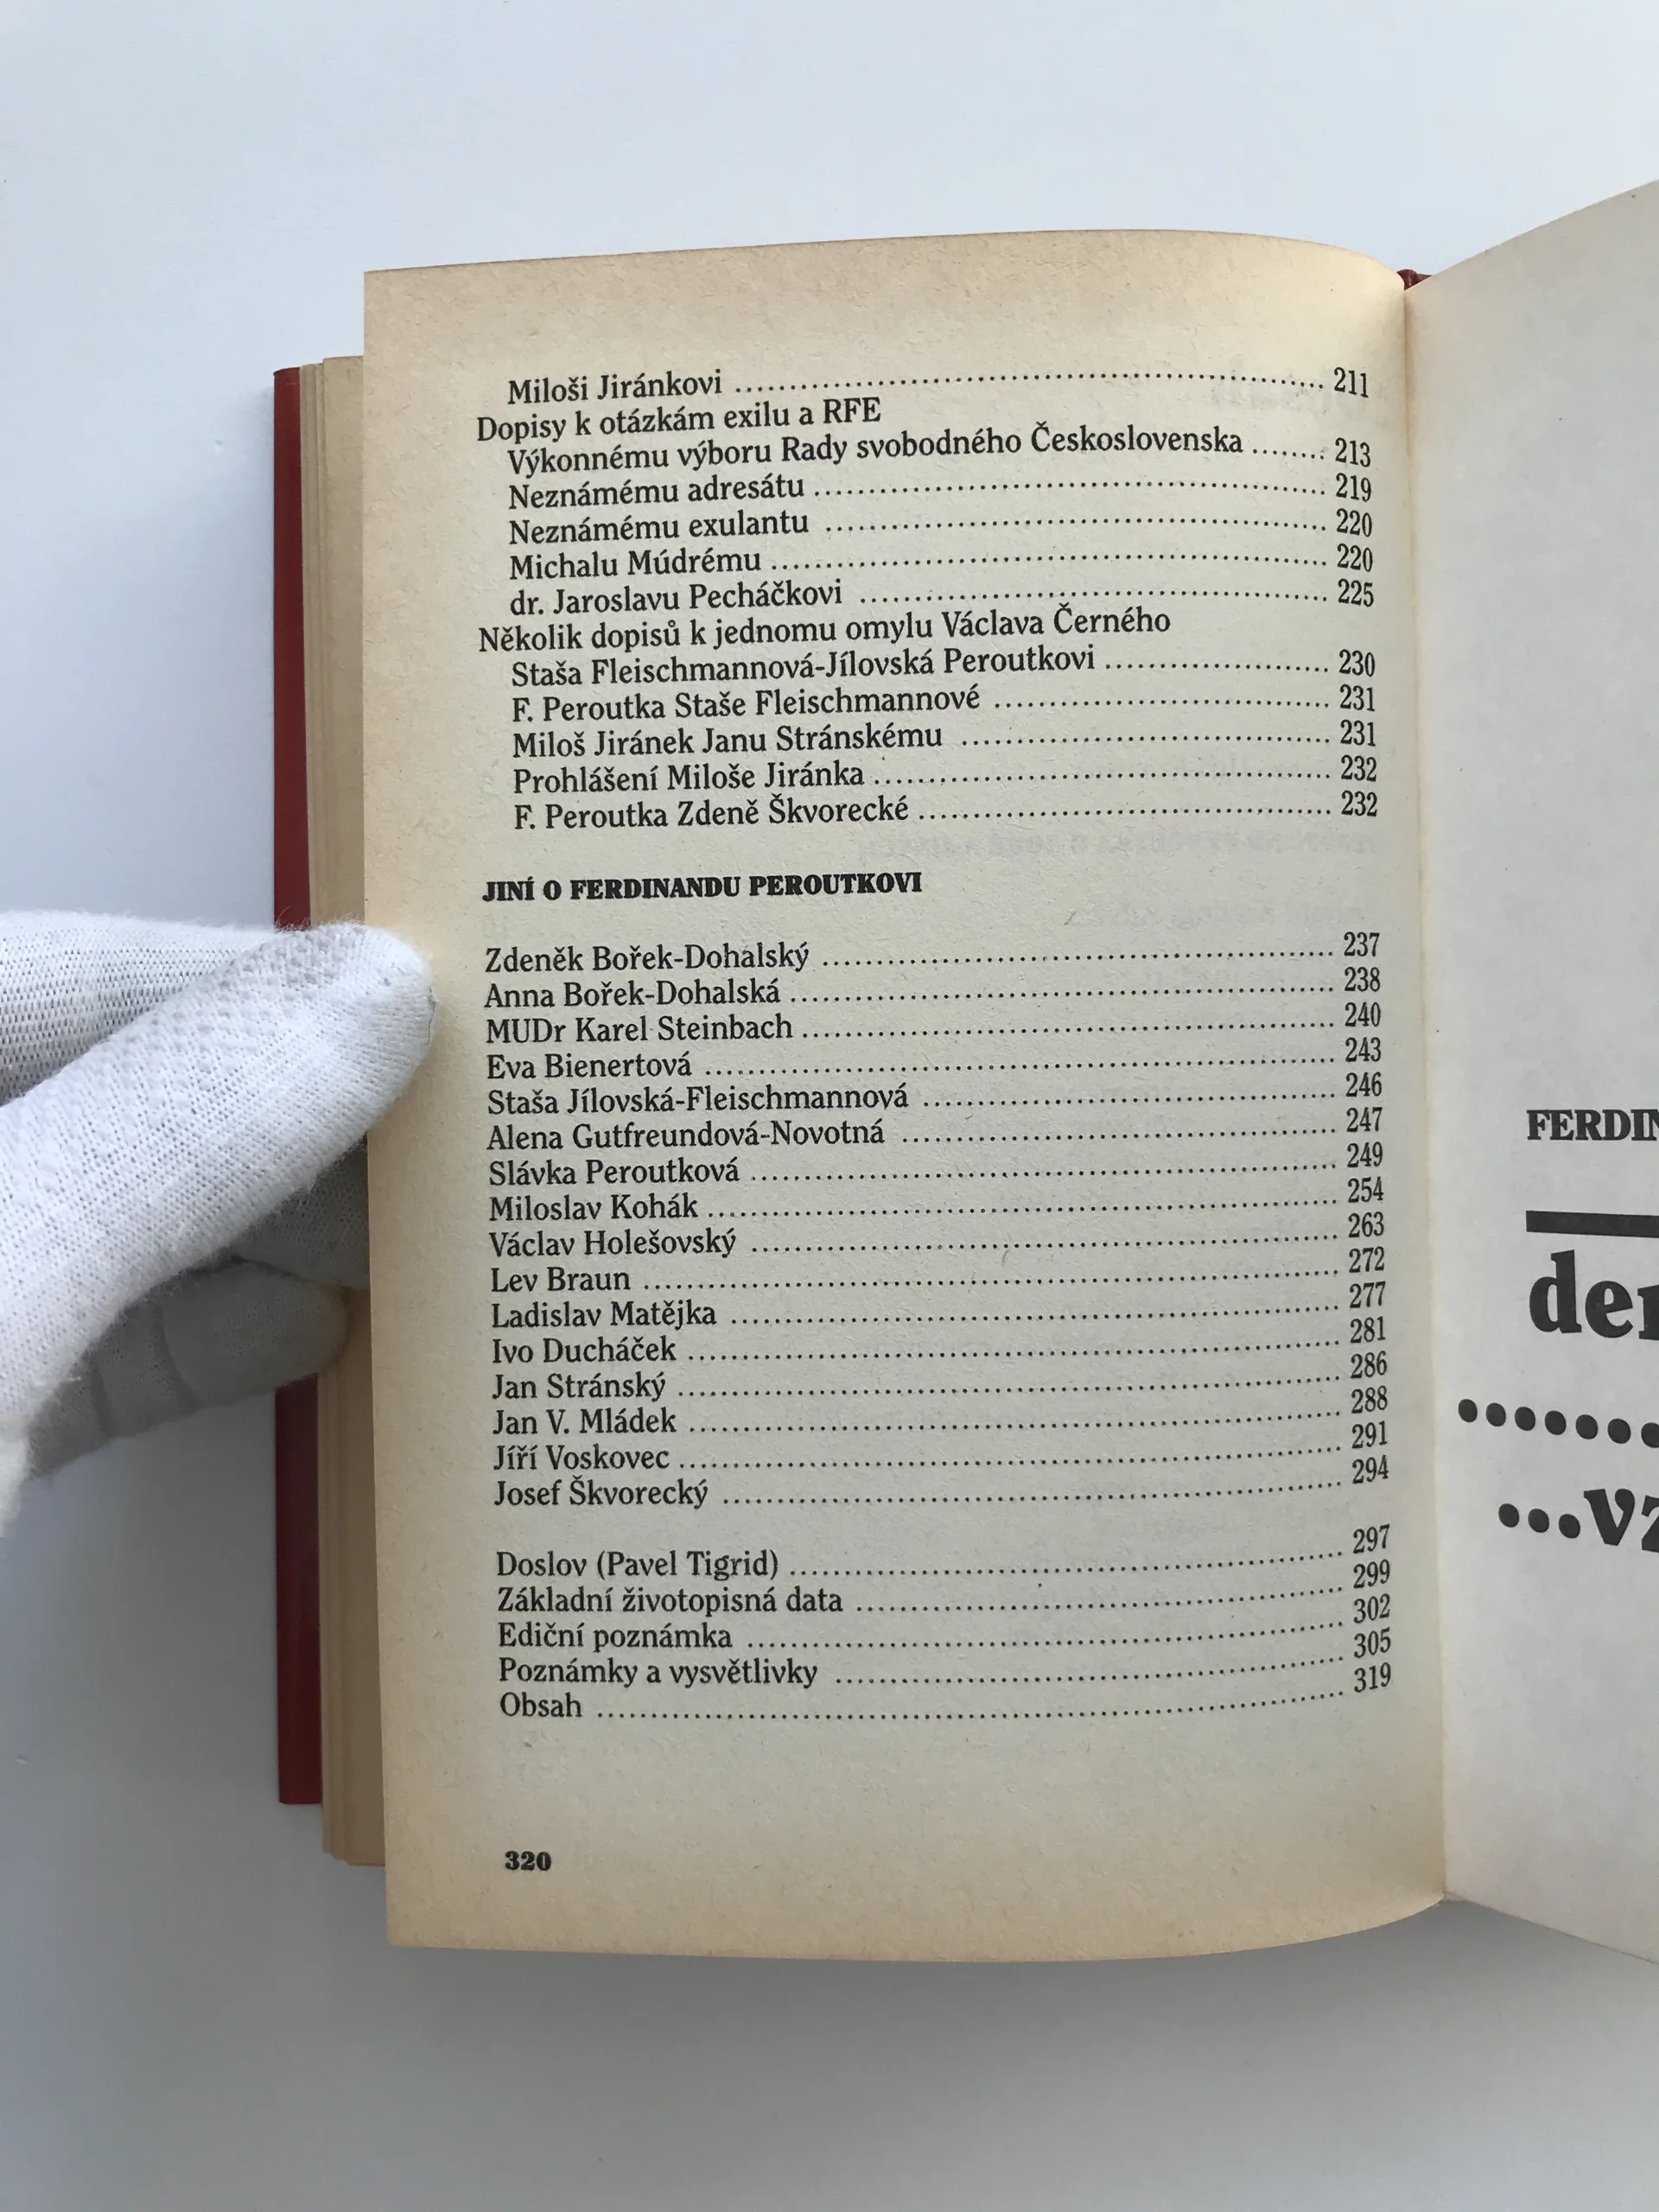 Miloši Jiránkovi ........ 211
Dopisy k otázkám exilu a RFE
Výkonnému výboru Rady svobodného Československa ........ 213
Neznámému adresátu ........ 219
Neznámému exulantu ........ 220
Michalu Múdrému ........ 220
dr. Jaroslavu Pecháčkovi ........ 225
Několik dopisů k jednomu omylu Václava Černého
Staša Fleischmannová-Jílovská Peroutkovi ........ 230
F. Peroutka Staše Fleischmannové ........ 231
Miloš Jiránek Janu Stránskému ........ 231
Prohlášení Miloše Jiránka ........ 232
F. Peroutka Zdeně Škvorecké ........ 232
JINÍ O FERDINANDU PEROUTKOVI
Zdeněk Bořek-Dohalský ........ 237
Anna Bořek-Dohalská ........ 238
MUDr Karel Steinbach ........ 240
Eva Bienertová ........ 243
Staša Jílovská-Fleischmannová ........ 246
Alena Gutfreundová-Novotná ........ 247
Slávka Peroutková ........ 249
Miloslav Kohák ........ 254
Václav Holešovský ........ 263
Lev Braun ........ 272
Ladislav Matějka ........ 277
Ivo Ducháček ........ 281
Jan Stránský ........ 286
Jan V. Mládek ........ 288
Jíří Voskovec ........ 291
Josef Škvorecký ........ 294
Doslov (Pavel Tigrid) ........ 297
Základní životopisná data ........ 299
Ediční poznámka ........ 302
Poznámky a vysvětlivky ........ 305
Obsah ........ 319
320